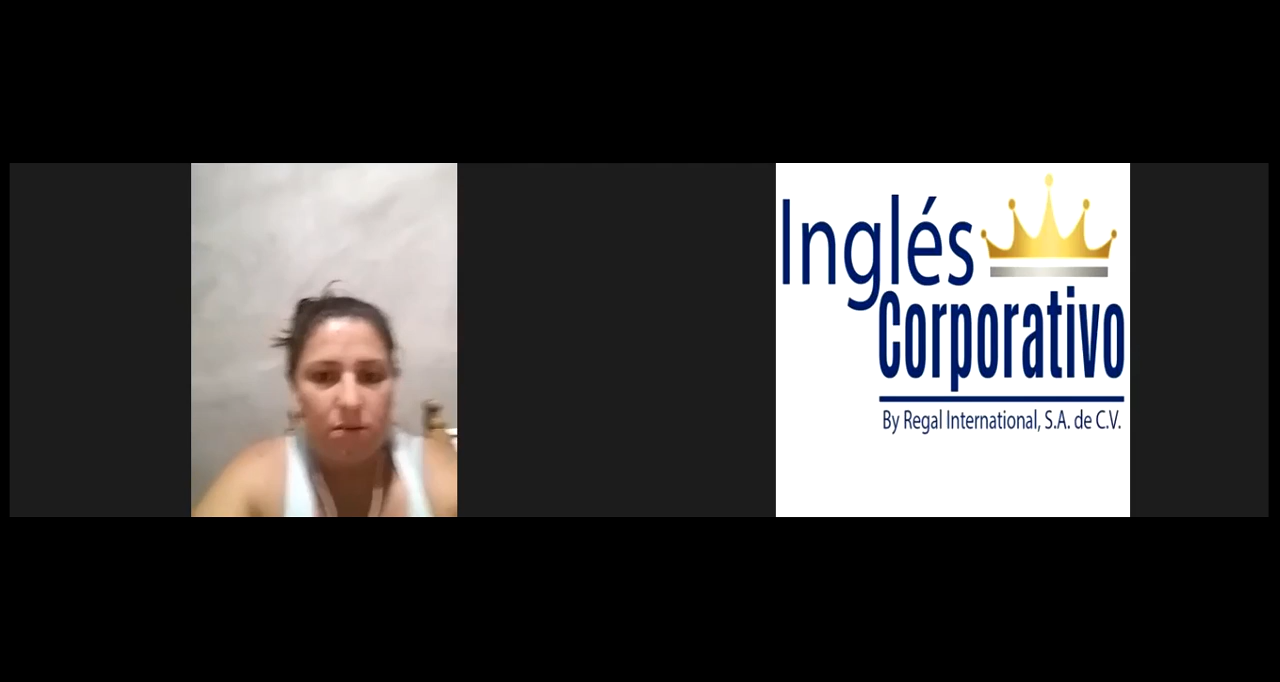 Inglés
Corporativo
By Regal International, S.A. de C.V.